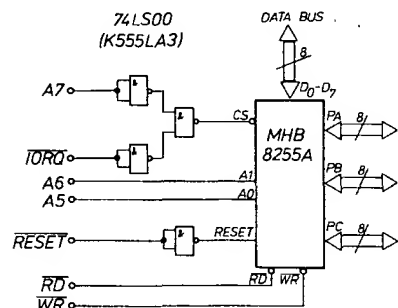 74LS00
(K555LA3)
DATA BUS
8
D0-D7
A7
&
&
CS
&
IORQ
A6
A5
A1
A0
MHB
8255A
PA 8
PB 8
PC 8
RESET
&
RESET
RD WR
RD
WR